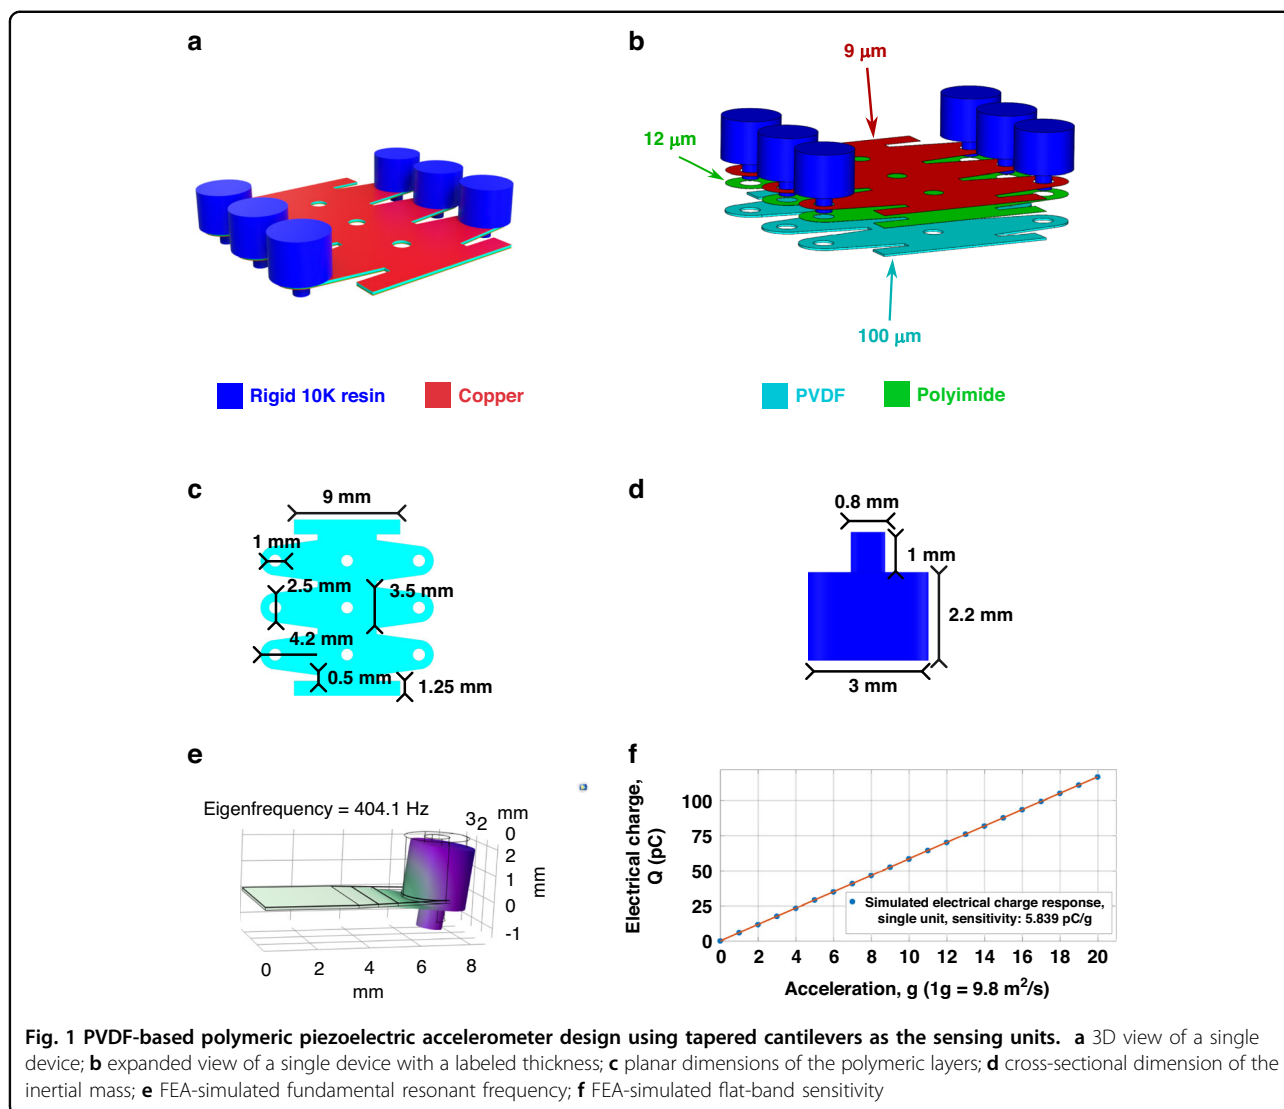 a
b
9 μm
12 μm
100 μm
Rigid 10K resin
Copper
PVDF
Polyimide
c
9 mm
1 mm
2.5 mm
3.5 mm
4.2 mm
0.5 mm
1.25 mm
d
0.8 mm
1 mm
2.2 mm
3 mm
e
Eigenfrequency = 404.1 Hz
3 2 mm
0
2
1
0
-1
mm
0 2 4 6 8
mm
f
Electrical charge,
Q (pC)
100
75
50
25
0
Simulated electrical charge response,
single unit, sensitivity: 5.839 pC/g
0 2 4 6 8 10 12 14 16 18 20
Acceleration, g (1g = 9.8 m²/s)
Fig. 1 PVDF-based polymeric piezoelectric accelerometer design using tapered cantilevers as the sensing units. a 3D view of a single
device; b expanded view of a single device with a labeled thickness; c planar dimensions of the polymeric layers; d cross-sectional dimension of the
inertial mass; e FEA-simulated fundamental resonant frequency; f FEA-simulated flat-band sensitivity